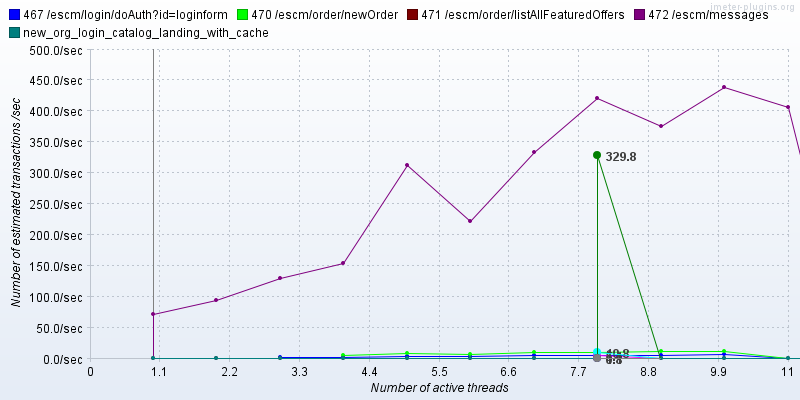 jmeter-plugins.org
467 /escm/login/doAuth?id=loginform 470 /escm/order/newOrder 471 /escm/order/listAllFeaturedOffers 472 /escm/messages
new_org_login_catalog_landing_with_cache
500.0/sec
450.0/sec
400.0/sec
350.0/sec
300.0/sec
250.0/sec
200.0/sec
150.0/sec
100.0/sec
50.0/sec
0.0/sec
Number of estimated transactions /sec
329.8
0 1.1 2.2 3.3 4.4 5.5 6.6 7.7 8.8 9.9 11
Number of active threads